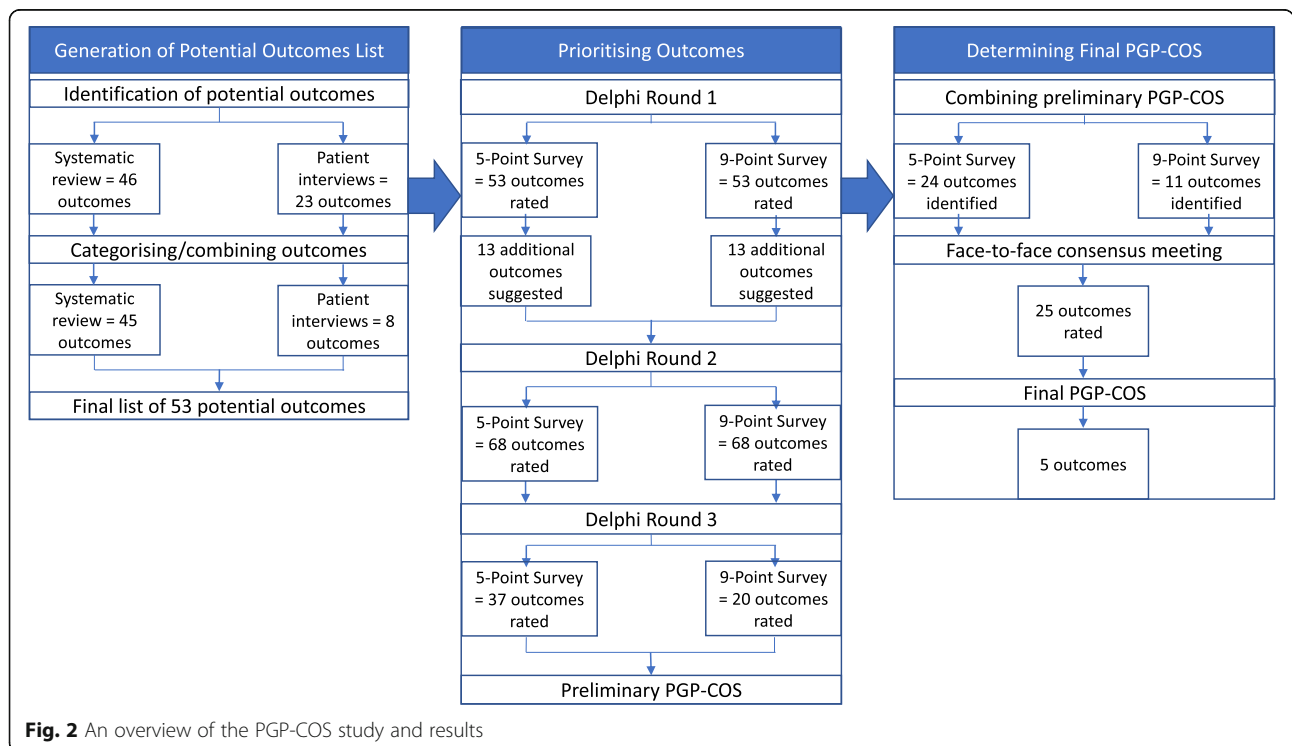 Generation of Potential Outcomes List
Identification of potential outcomes
Systematic
review = 46
outcomes
Patient
interviews =
23 outcomes
Categorising/combining outcomes
Systematic
review = 45
outcomes
Patient
interviews = 8
outcomes
Final list of 53 potential outcomes
Prioritising Outcomes
Delphi Round 1
5-Point Survey
= 53 outcomes
rated
9-Point Survey
= 53 outcomes
rated
13 additional
outcomes
suggested
13 additional
outcomes
suggested
Delphi Round 2
5-Point Survey
= 68 outcomes
rated
9-Point Survey
= 68 outcomes
rated
Delphi Round 3
5-Point Survey
= 37 outcomes
rated
9-Point Survey
= 20 outcomes
rated
Preliminary PGP-COS
Determining Final PGP-COS
Combining preliminary PGP-COS
5-Point Survey
= 24 outcomes
identified
9-Point Survey
= 11 outcomes
identified
Face-to-face consensus meeting
25 outcomes
rated
Final PGP-COS
5 outcomes
Fig. 2 An overview of the PGP-COS study and results